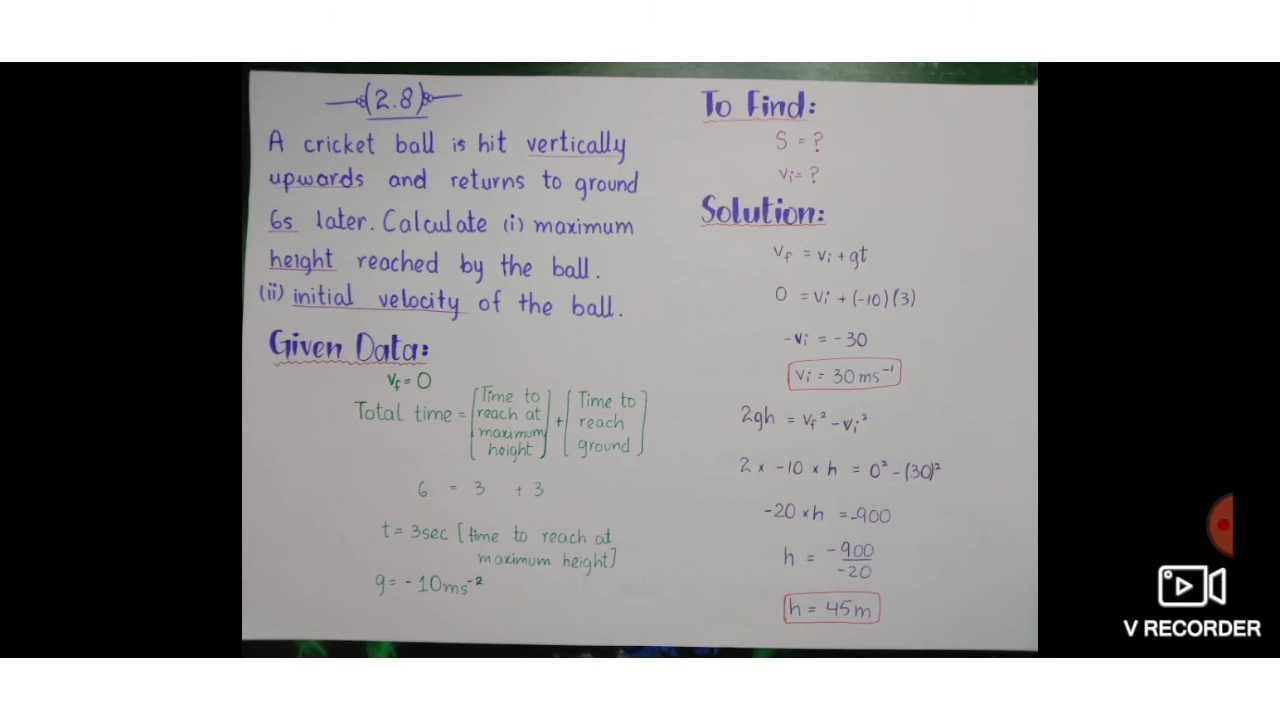 (2.8)
A cricket ball is hit vertically
upwards and returns to ground
6s later. Calculate (i) maximum
height reached by the ball.
(ii) initial velocity of the ball.
Given Data:
Vf = 0
Total time = [Time to reach at maximum height] + [Time to reach ground]
6 = 3 + 3
t = 3sec [time to reach at
maximum height]
g = -10ms⁻²
To Find:
S = ?
Vi = ?
Solution:
Vf = Vi + gt
0 = Vi + (-10)(3)
-Vi = -30
Vi = 30ms⁻¹
2gh = Vf² - Vi²
2 x -10 x h = 0² - (30)²
-20 x h = -900
h = -900/-20
h = 45m
V RECORDER